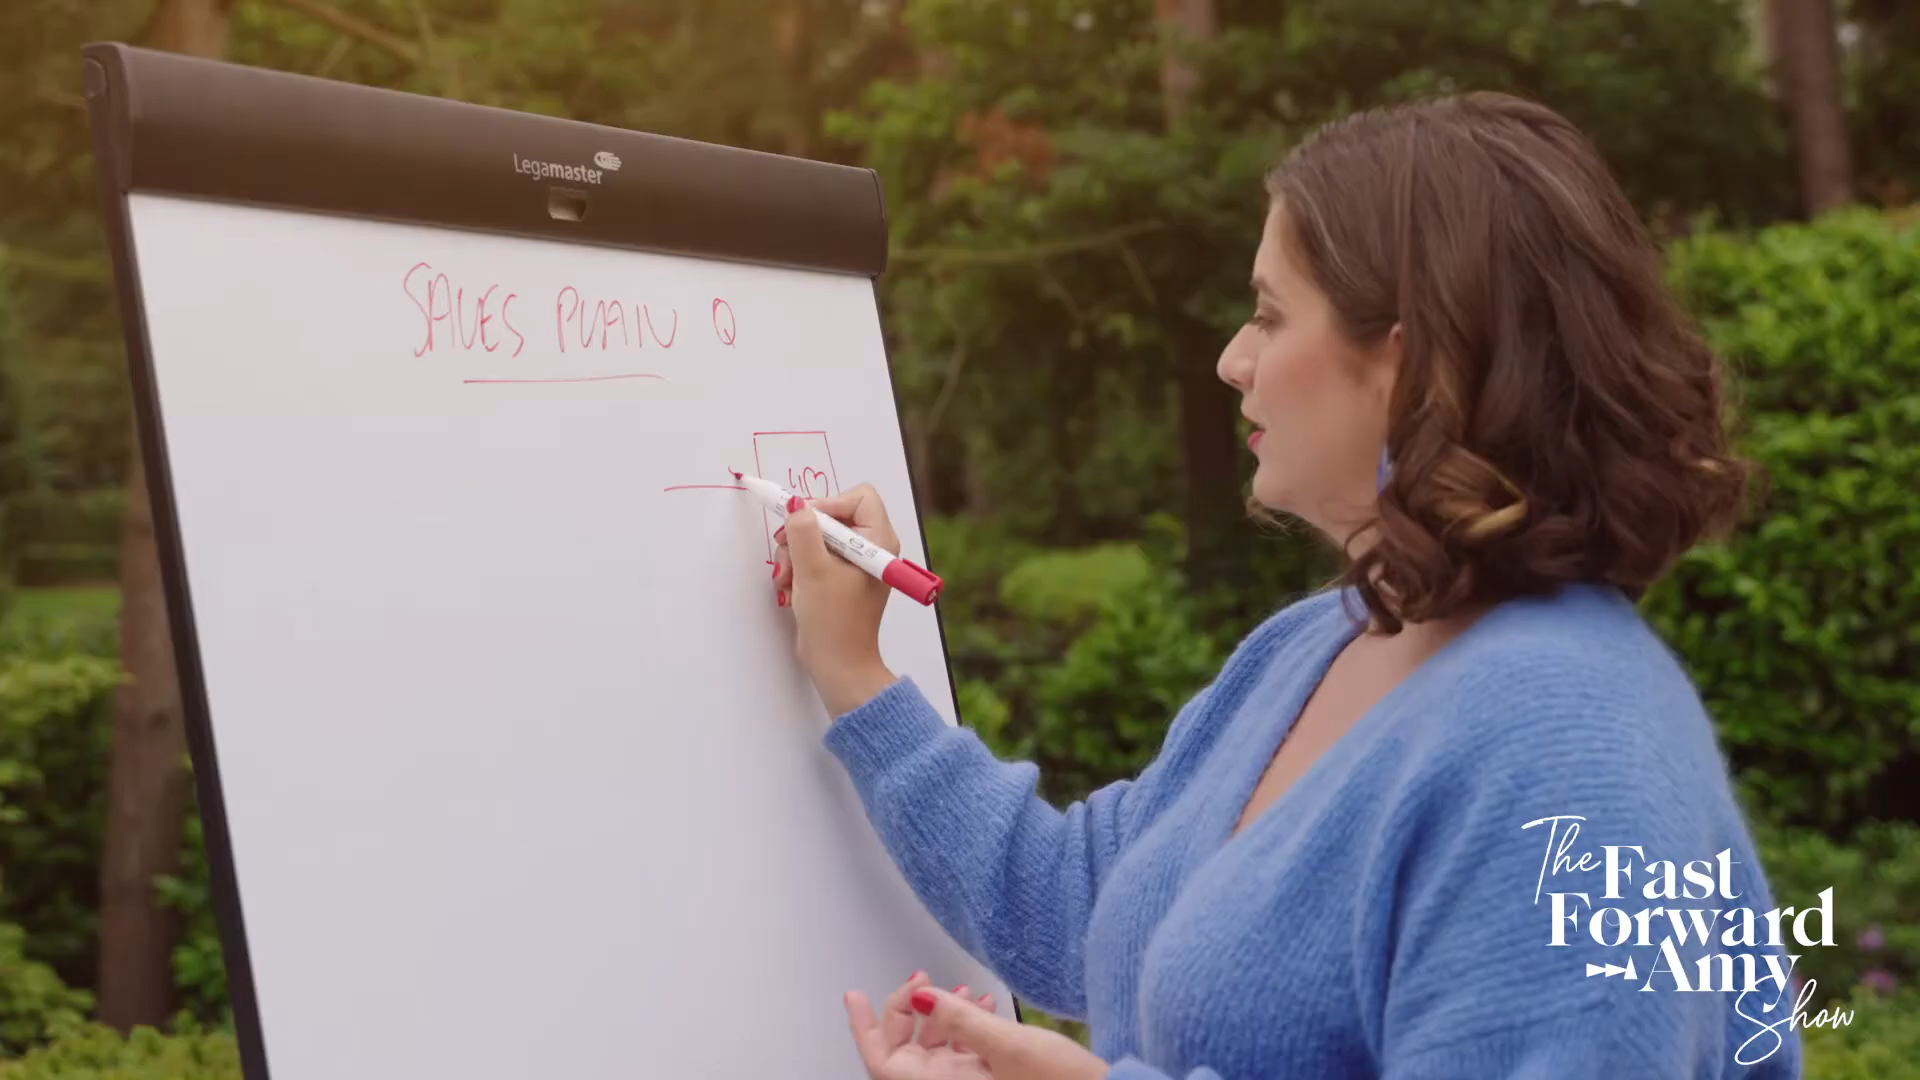 Legamaster
SALES PLAN Q
The Fast
Forward
Amy
Show